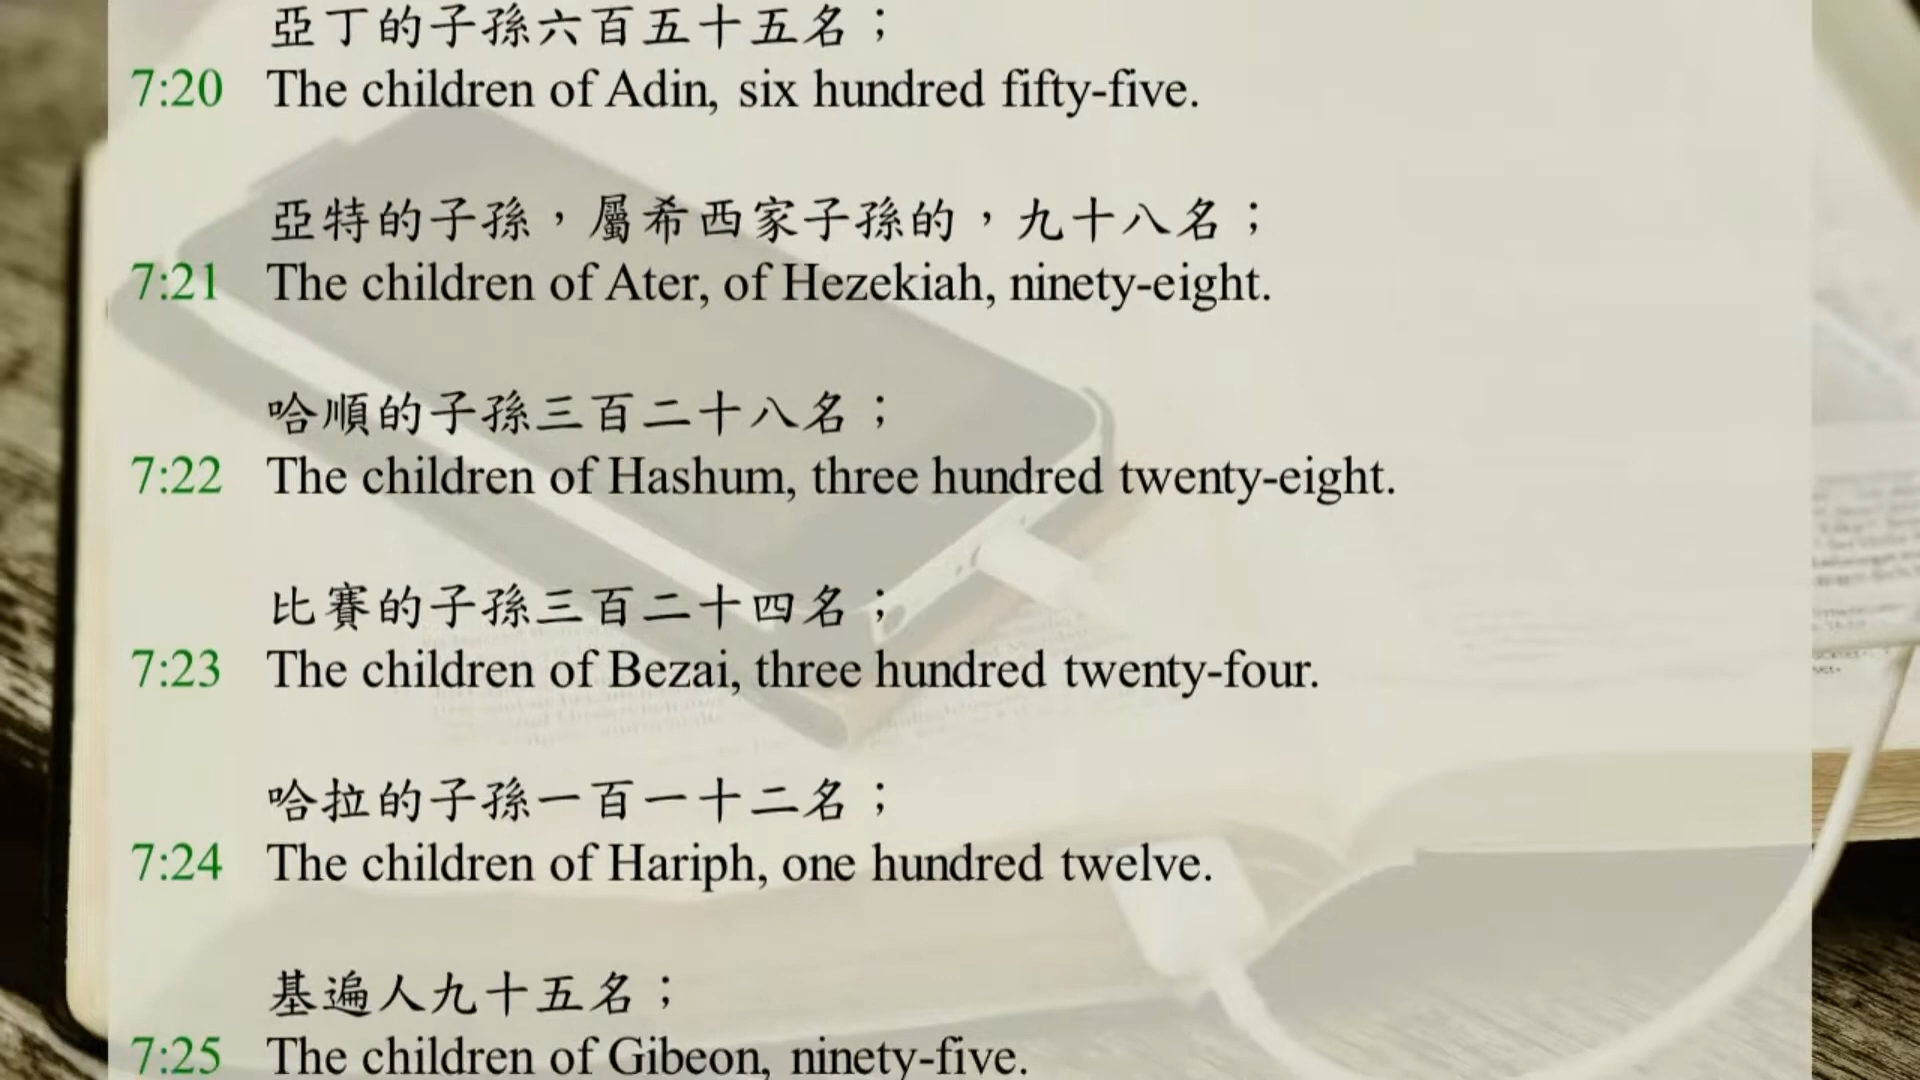 亞丁的子孫六百五十五名；
7:20 The children of Adin, six hundred fifty-five.
亞特的子孫，屬希西家子孫的，九十八名；
7:21 The children of Ater, of Hezekiah, ninety-eight.
哈順的子孫三百二十八名；
7:22 The children of Hashum, three hundred twenty-eight.
比賽的子孫三百二十四名；
7:23 The children of Bezai, three hundred twenty-four.
哈拉的子孫一百一十二名；
7:24 The children of Hariph, one hundred twelve.
基遍人九十五名；
7:25 The children of Gibeon, ninety-five.